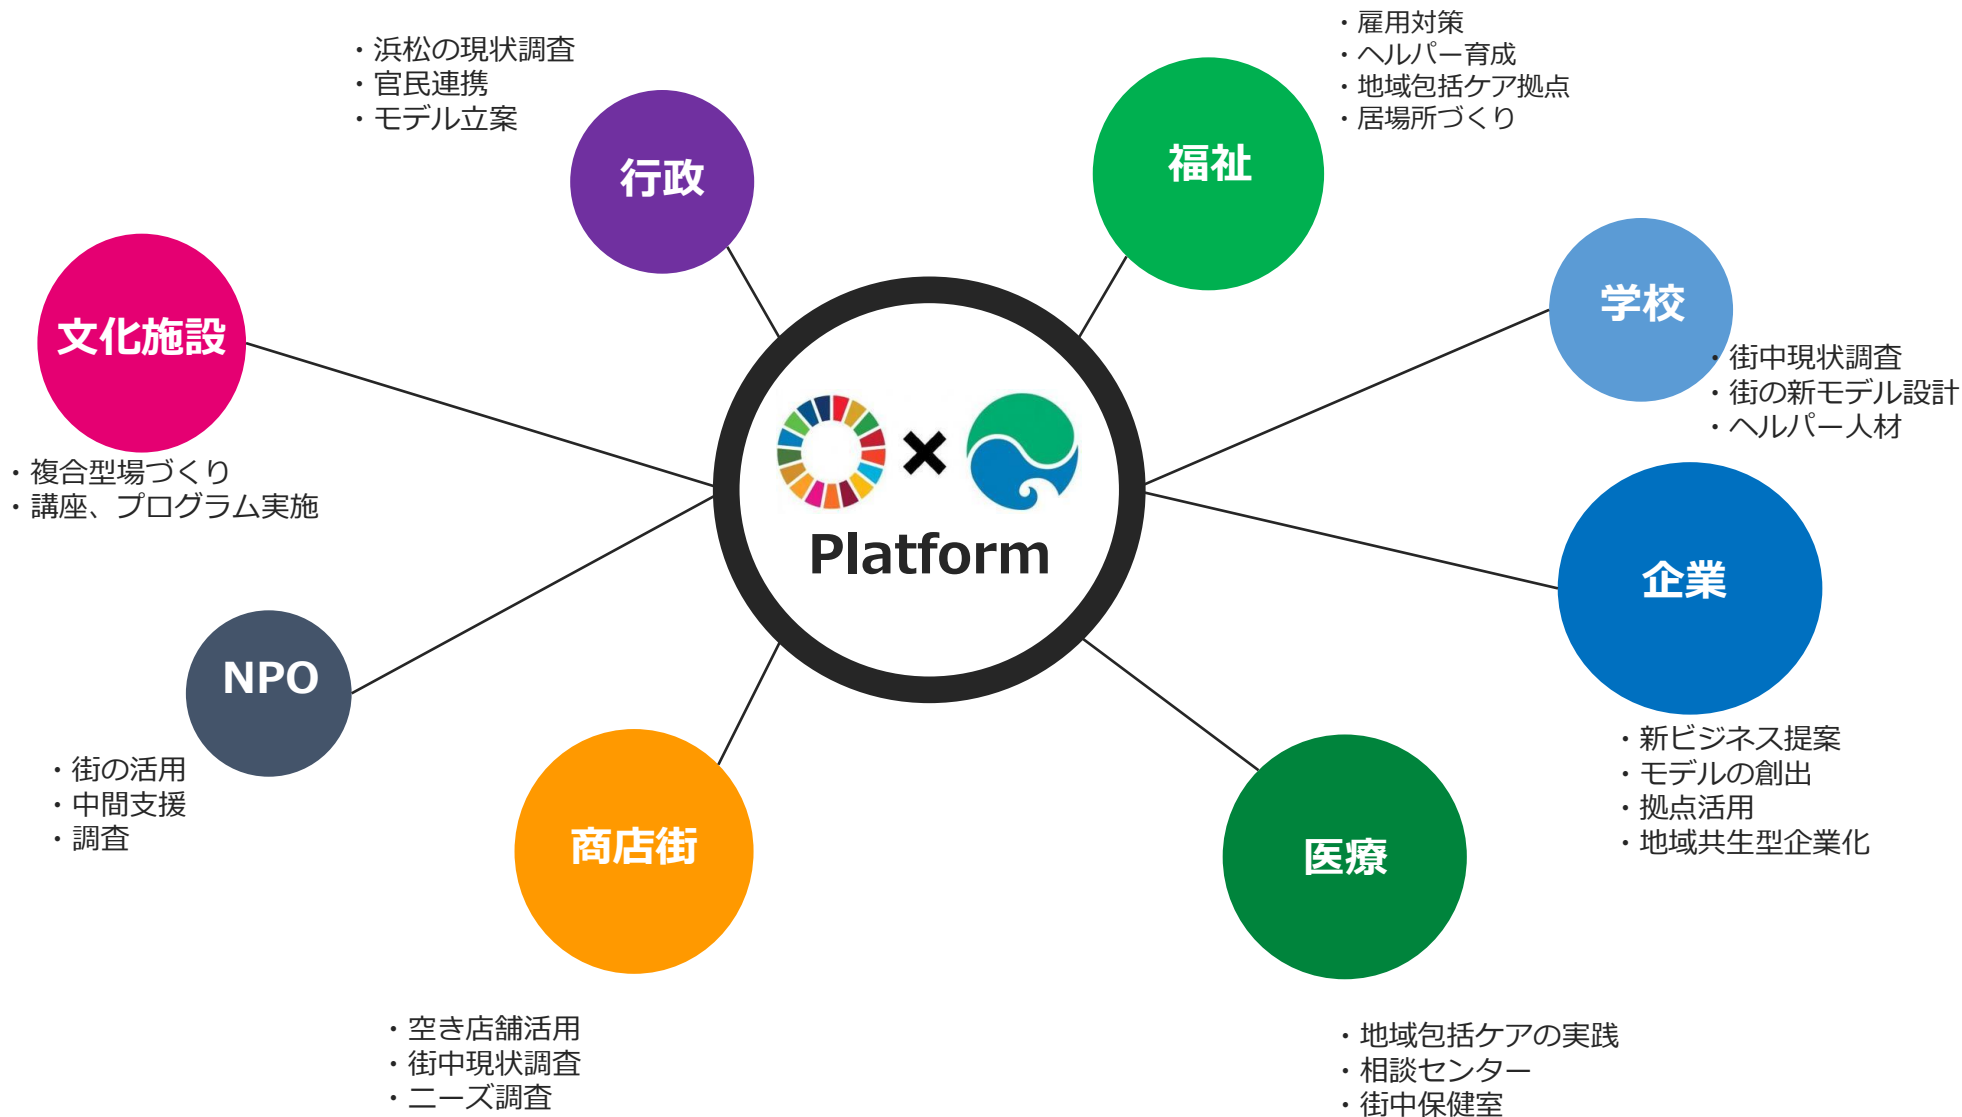 ・浜松の現状調査
・官民連携
・モデル立案
行政
・雇用対策
・ヘルパー育成
・地域包括ケア拠点
・居場所づくり
福祉
学校
・街中現状調査
・街の新モデル設計
・ヘルパー人材
文化施設
・複合型場づくり
・講座、プログラム実施
×
Platform
企業
・新ビジネス提案
・モデルの創出
・拠点活用
・地域共生型企業化
NPO
・街の活用
・中間支援
・調査
商店街
・空き店舗活用
・街中現状調査
・ニーズ調査
医療
・地域包括ケアの実践
・相談センター
・街中保健室